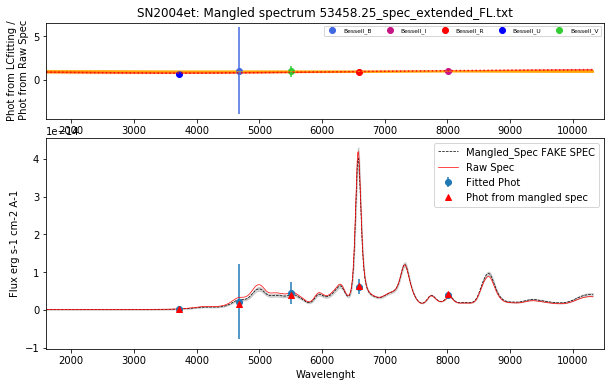 SN2004et: Mangled spectrum 53458.25_spec_extended_FL.txt
Phot from LCfitting /
Phot from Raw Spec
5
0
Bessell_B
Bessell_I
Bessell_R
Bessell_U
Bessell_V
2000 3000 4000 5000 6000 7000 8000 9000 10000
1e−14
Flux erg s-1 cm-2 A-1
4
3
2
1
0
−1
Mangled_Spec FAKE SPEC
Raw Spec
Fitted Phot
Phot from mangled spec
2000 3000 4000 5000 6000 7000 8000 9000 10000
Wavelenght